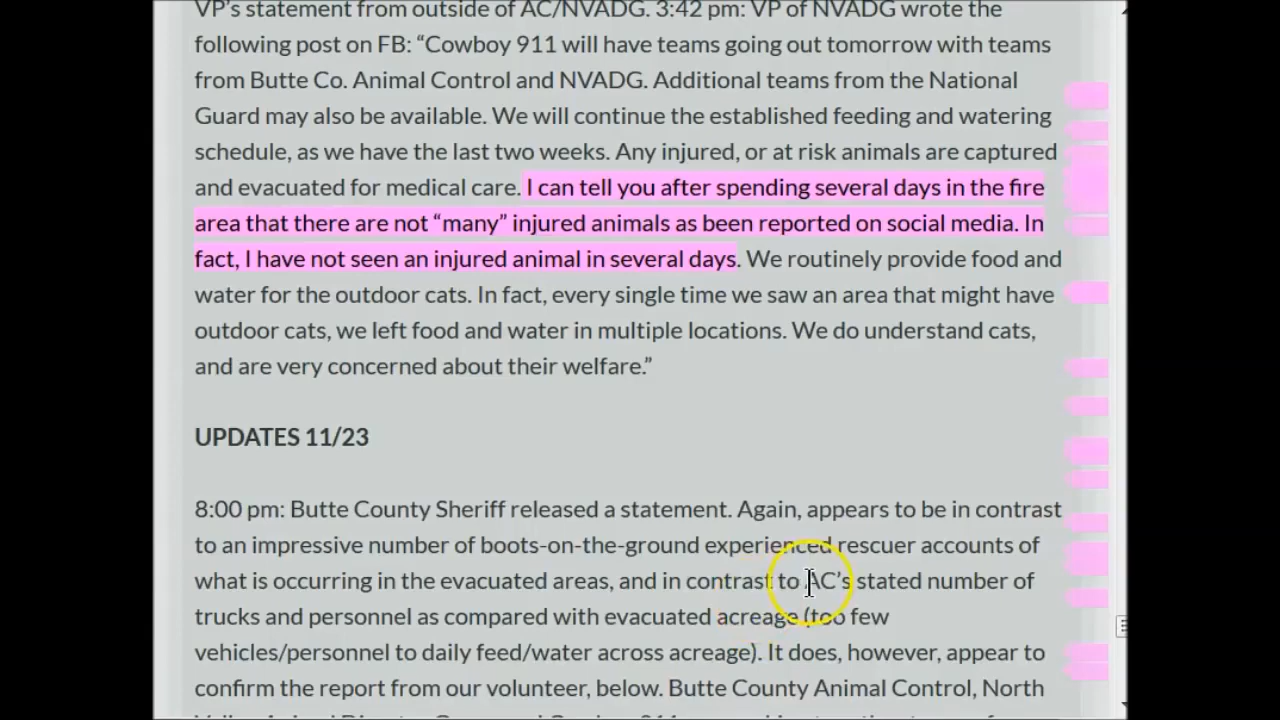 VP's statement from outside of AC/NVADG. 3:42 pm: VP of NVADG wrote the
following post on FB: “Cowboy 911 will have teams going out tomorrow with teams
from Butte Co. Animal Control and NVADG. Additional teams from the National
Guard may also be available. We will continue the established feeding and watering
schedule, as we have the last two weeks. Any injured, or at risk animals are captured
and evacuated for medical care. I can tell you after spending several days in the fire
area that there are not “many” injured animals as been reported on social media. In
fact, I have not seen an injured animal in several days. We routinely provide food and
water for the outdoor cats. In fact, every single time we saw an area that might have
outdoor cats, we left food and water in multiple locations. We do understand cats,
and are very concerned about their welfare.”
UPDATES 11/23
8:00 pm: Butte County Sheriff released a statement. Again, appears to be in contrast
to an impressive number of boots-on-the-ground experienced rescuer accounts of
what is occurring in the evacuated areas, and in contrast to AC’s stated number of
trucks and personnel as compared with evacuated acreage (too few
vehicles/personnel to daily feed/water across acreage). It does, however, appear to
confirm the report from our volunteer, below. Butte County Animal Control, North